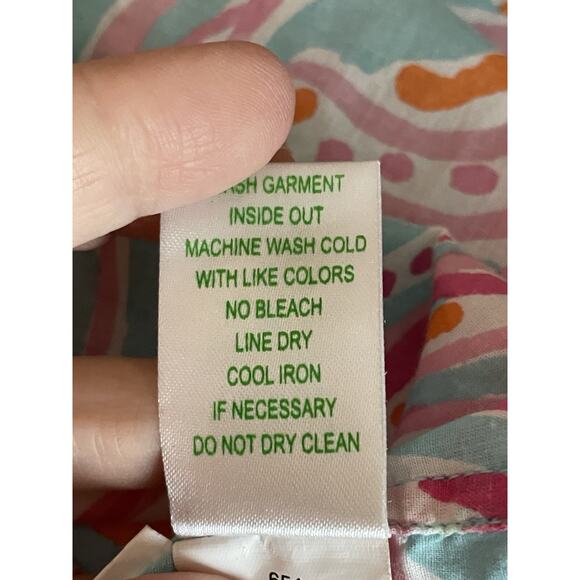 GARMENT
INSIDE OUT
MACHINE WASH COLD
WITH LIKE COLORS
NO BLEACH
LINE DRY
COOL IRON
IF NECESSARY
DO NOT DRY CLEAN